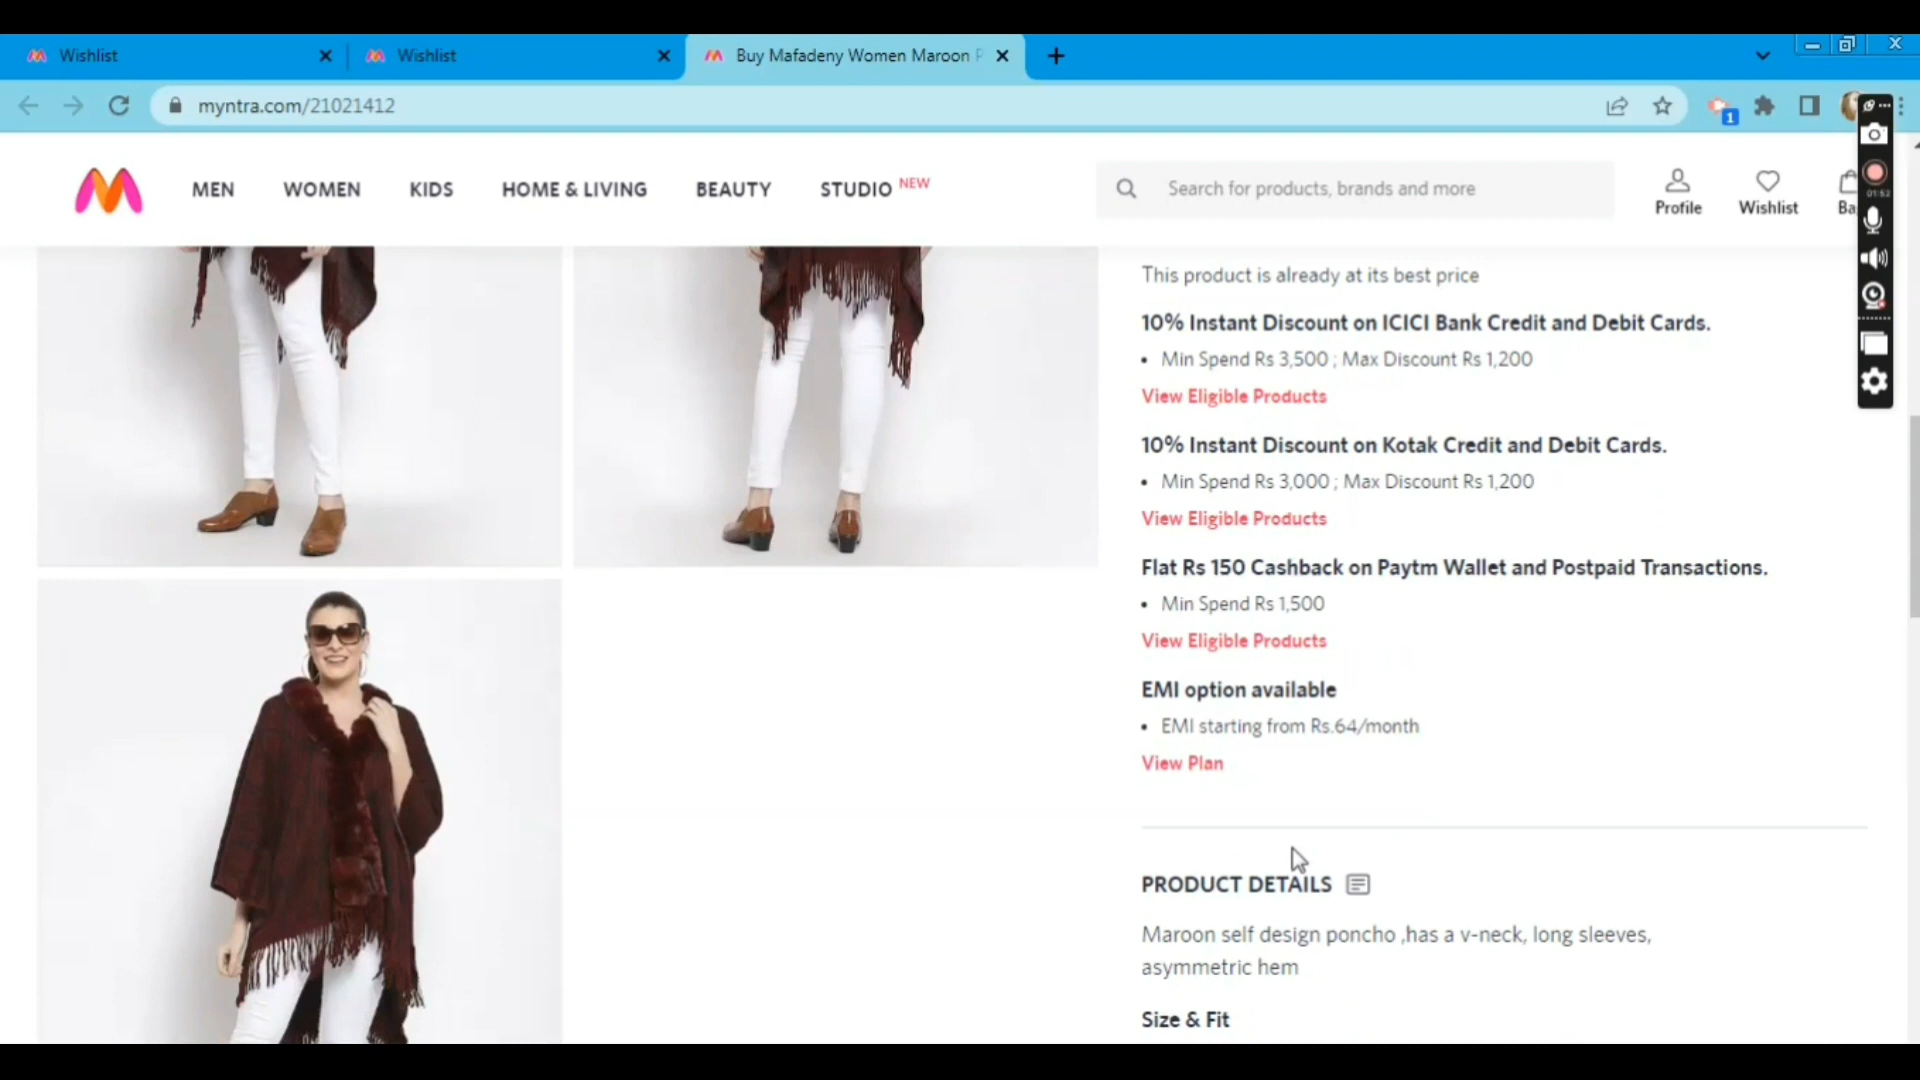 Wishlist
Wishlist
Buy Mafadeny Women Maroon P
myntra.com/21021412
1
MEN WOMEN KIDS HOME & LIVING BEAUTY STUDIO NEW
Search for products, brands and more
Profile
Wishlist
Ba
01:52
This product is already at its best price
10% Instant Discount on ICICI Bank Credit and Debit Cards.
• Min Spend Rs 3,500 ; Max Discount Rs 1,200
View Eligible Products
10% Instant Discount on Kotak Credit and Debit Cards.
• Min Spend Rs 3,000 ; Max Discount Rs 1,200
View Eligible Products
Flat Rs 150 Cashback on Paytm Wallet and Postpaid Transactions.
• Min Spend Rs 1,500
View Eligible Products
EMI option available
• EMI starting from Rs.64/month
View Plan
PRODUCT DETAILS
Maroon self design poncho ,has a v-neck, long sleeves,
asymmetric hem
Size & Fit